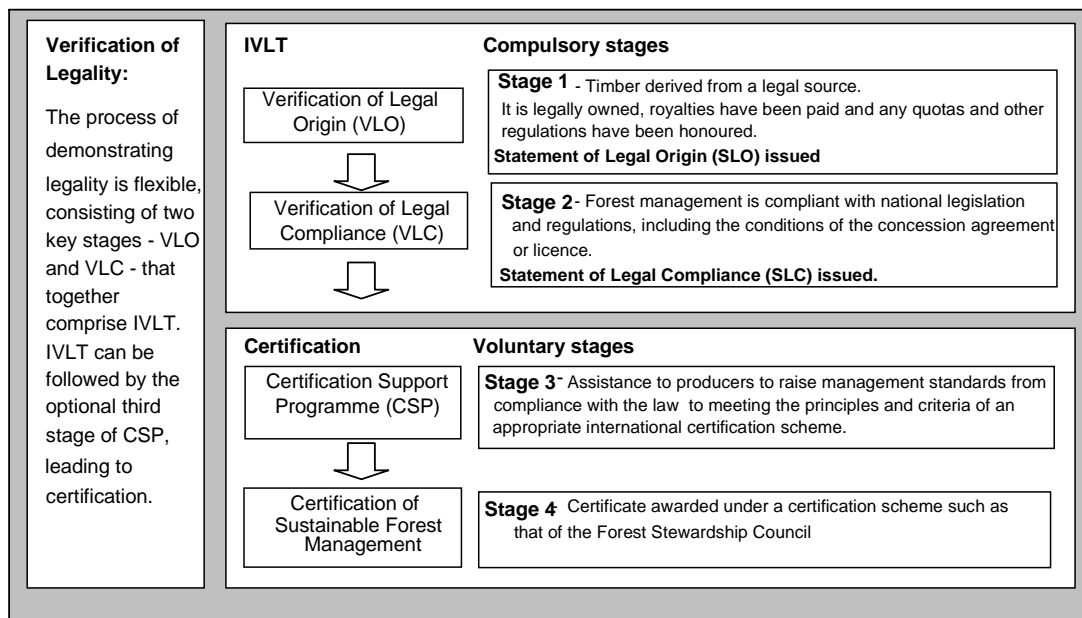 Verification of
Legality:
The process of
demonstrating
legality is flexible,
consisting of two
key stages - VLO
and VLC - that
together
comprise IVLT.
IVLT can be
followed by the
optional third
stage of CSP,
leading to
certification.
IVLT
Compulsory stages
Verification of Legal
Origin (VLO)
Stage 1 - Timber derived from a legal source.
It is legally owned, royalties have been paid and any quotas and other
regulations have been honoured.
Statement of Legal Origin (SLO) issued
Verification of Legal
Compliance (VLC)
Stage 2 - Forest management is compliant with national legislation
and regulations, including the conditions of the concession agreement
or licence.
Statement of Legal Compliance (SLC) issued.
Certification
Voluntary stages
Certification Support
Programme (CSP)
Stage 3 - Assistance to producers to raise management standards from
compliance with the law to meeting the principles and criteria of an
appropriate international certification scheme.
Certification of
Sustainable Forest
Management
Stage 4 - Certificate awarded under a certification scheme such as
that of the Forest Stewardship Council